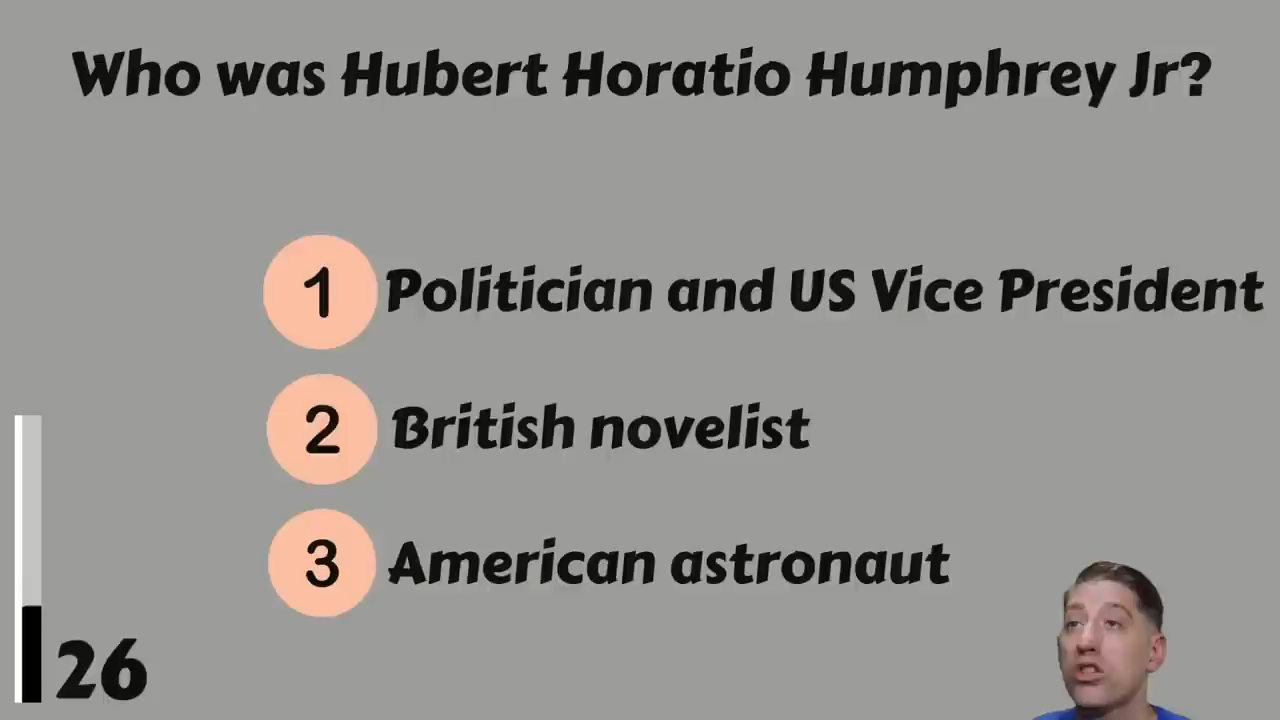 Who was Hubert Horatio Humphrey Jr?
1 Politician and US Vice President
2 British novelist
3 American astronaut
26